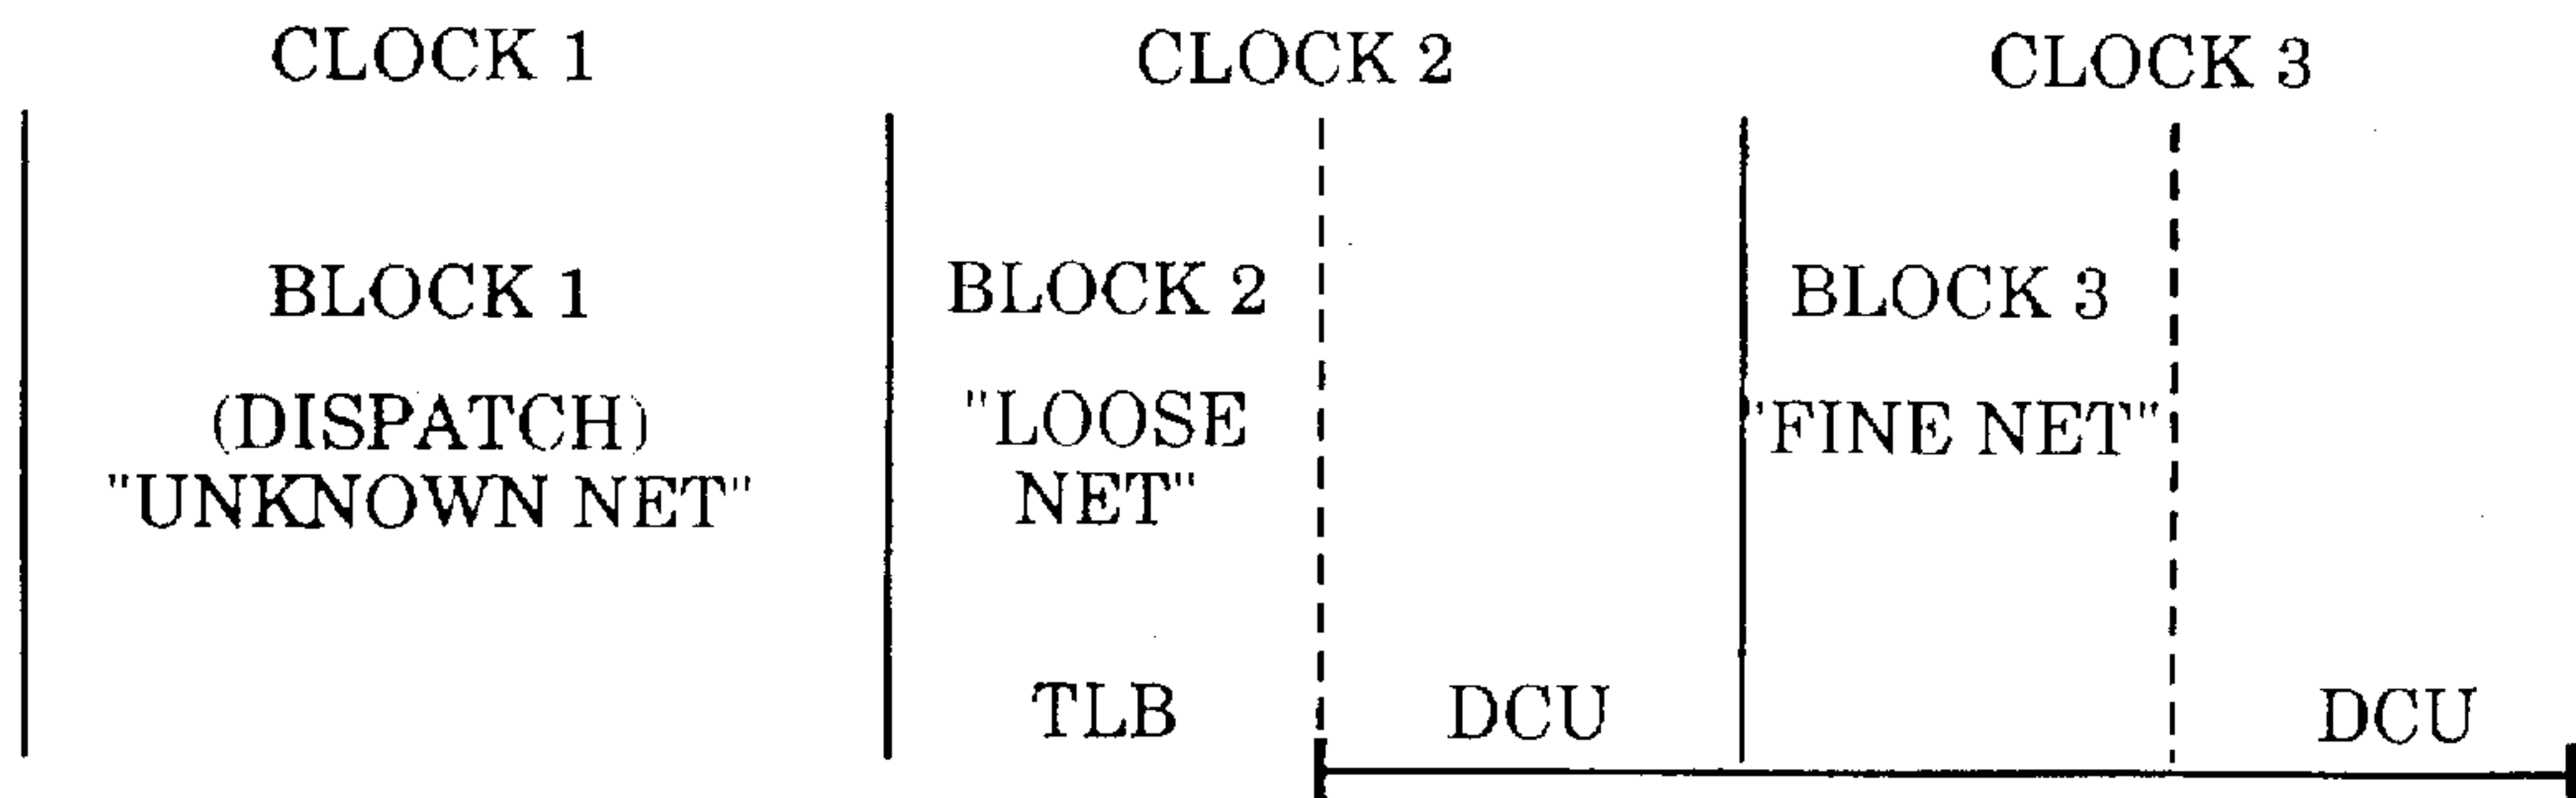 CLOCK 1 CLOCK 2 CLOCK 3
BLOCK 1 BLOCK 2 BLOCK 3
(DISPATCH) "LOOSE "FINE NET"
"UNKNOWN NET" NET"
TLB DCU DCU